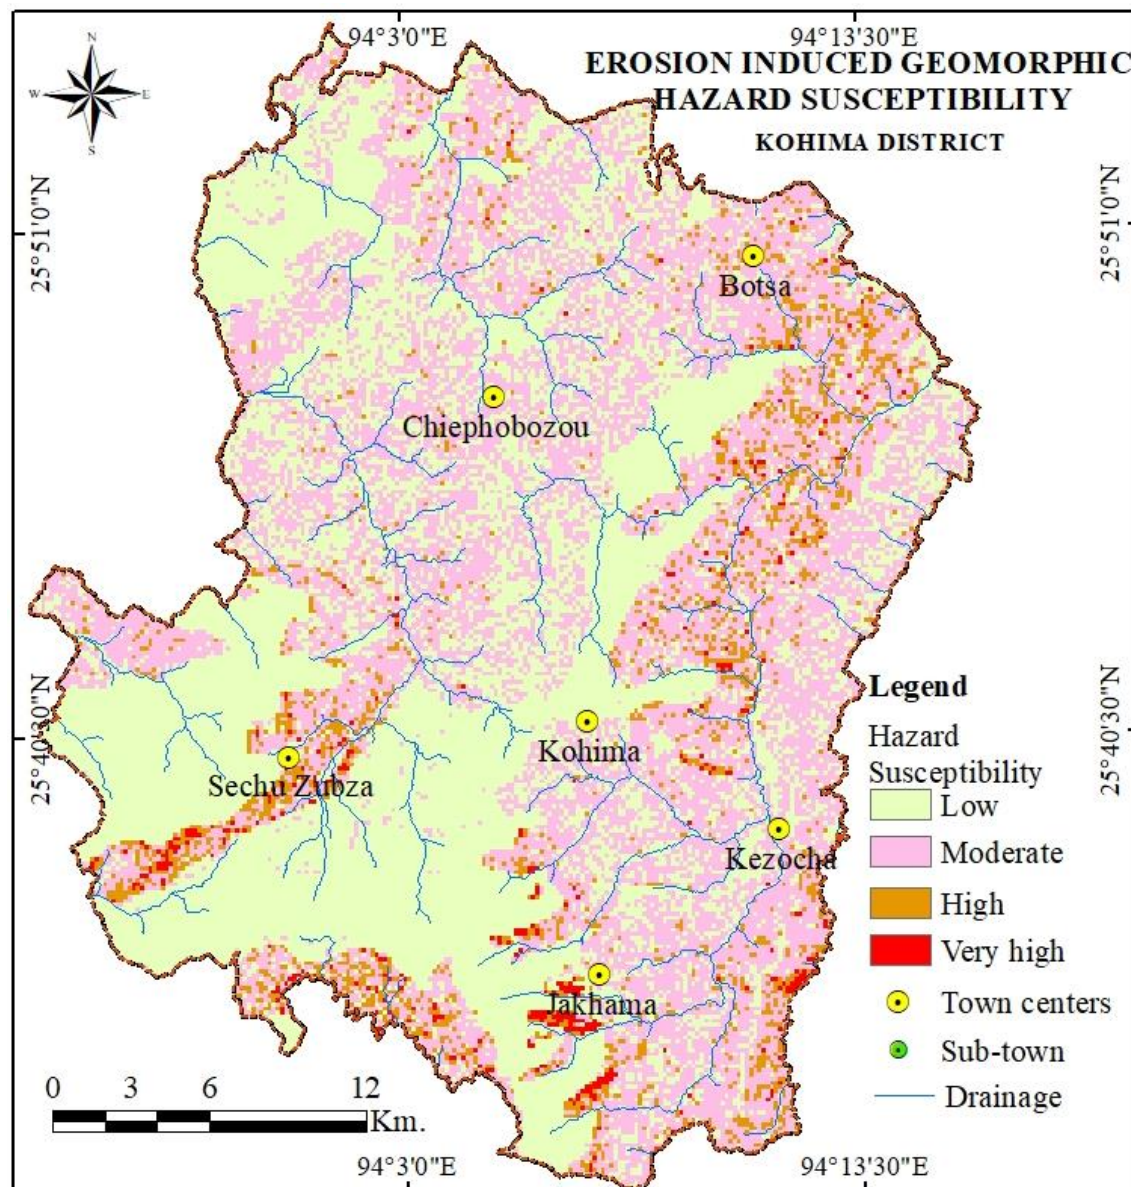 94°3'0"E 94°13'30"E
EROSION INDUCED GEOMORPHIC
HAZARD SUSCEPTIBILITY
KOHIMA DISTRICT
N
W E
S
25°51'0"N 25°51'0"N
Botsa
Chiephobozou
25°40'30"N 25°40'30"N
Kohima
Sechu Zubza
Kezocha
Jakhama
Legend
Hazard
Susceptibility
Low
Moderate
High
Very high
Town centers
Sub-town
Drainage
0 3 6 12
Km.
94°3'0"E 94°13'30"E